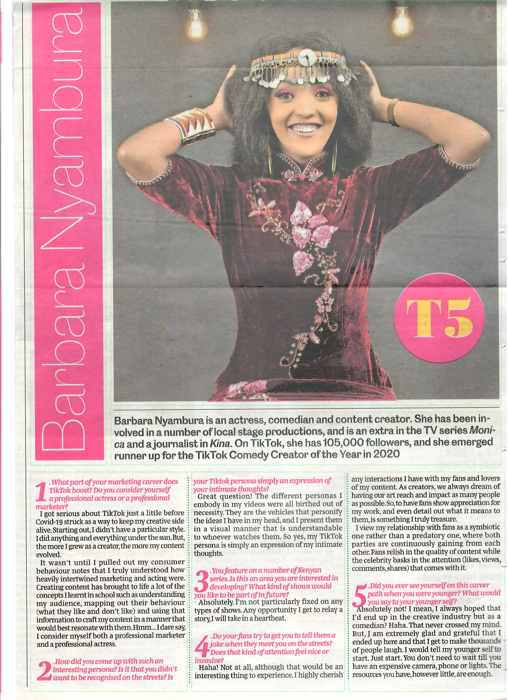 Barbara Nyambura
T5
Barbara Nyambura is an actress, comedian and content creator. She has been in-
volved in a number of local stage productions, and is an extra in the TV series Moni-
ca and a journalist in Kina. On TikTok, she has 105,000 followers, and she emerged
runner up for the TikTok Comedy Creator of the Year in 2020
1.What part of your marketing career does
TikTok boost? Do you consider yourself
a professional actress or a professional
marketer?
I got serious about TikTok just a little before
Covid-19 struck as a way to keep my creative side
alive. Starting out, I didn't have a particular style.
I did anything and everything under the sun. But,
the more I grew as a creator, the more my content
evolved.
It wasn't until I pulled out my consumer
behaviour notes that I truly understood how
heavily intertwined marketing and acting were.
Creating content has brought to life a lot of the
concepts I learnt in school such as understanding
my audience, mapping out their behaviour
(what they like and don't like) and using that
information to craft my content in a manner that
would best resonate with them. Hmm.. I dare say,
I consider myself both a professional marketer
and a professional actress.
2.How did you come up with such an
interesting persona? Is it that you didn't
want to be recognised on the streets? Is
your Tiktok persona simply an expression of
your intimate thoughts?
Great question! The different personas I
embody in my videos were all birthed out of
necessity. They are the vehicles that personify
the ideas I have in my head, and I present them
in a visual manner that is understandable
to whoever watches them. So yes, my TikTok
persona is simply an expression of my intimate
thoughts.
3.You feature on a number of Kenyan
series. Is this an area you are interested in
developing? What kind of shows would
you like to be part of in future?
Absolutely. I'm not particularly fixed on any
types of shows. Any opportunity I get to relay a
story, I will take in a heartbeat.
4.Do your fans try to get you to tell them a
joke when they meet you on the streets?
Does that kind of attention feel nice or
invasive?
Haha! Not at all, although that would be an
interesting thing to experience. I highly cherish
any interactions I have with my fans and lovers
of my content. As creators, we always dream of
having our art reach and impact as many people
as possible. So, to have fans show appreciation for
my work, and even detail out what it means to
them, is something I truly treasure.
I view my relationship with fans as a symbiotic
one rather than a predatory one, where both
parties are continuously gaining from each
other. Fans relish in the quality of content while
the celebrity basks in the attention (likes, views,
comments, shares) that comes with it.
5.Did you ever see yourself on this career
path when you were younger? What would
you say to your younger self?
Absolutely not! I mean, I always hoped that
I'd end up in the creative industry but as a
comedian? Haha. That never crossed my mind.
But, I am extremely glad and grateful that I
ended up here and that I get to make thousands
of people laugh. I would tell my younger self to
start. Just start. You don't need to wait till you
have an expensive camera, phone or lights. The
resources you have, however little, are enough.